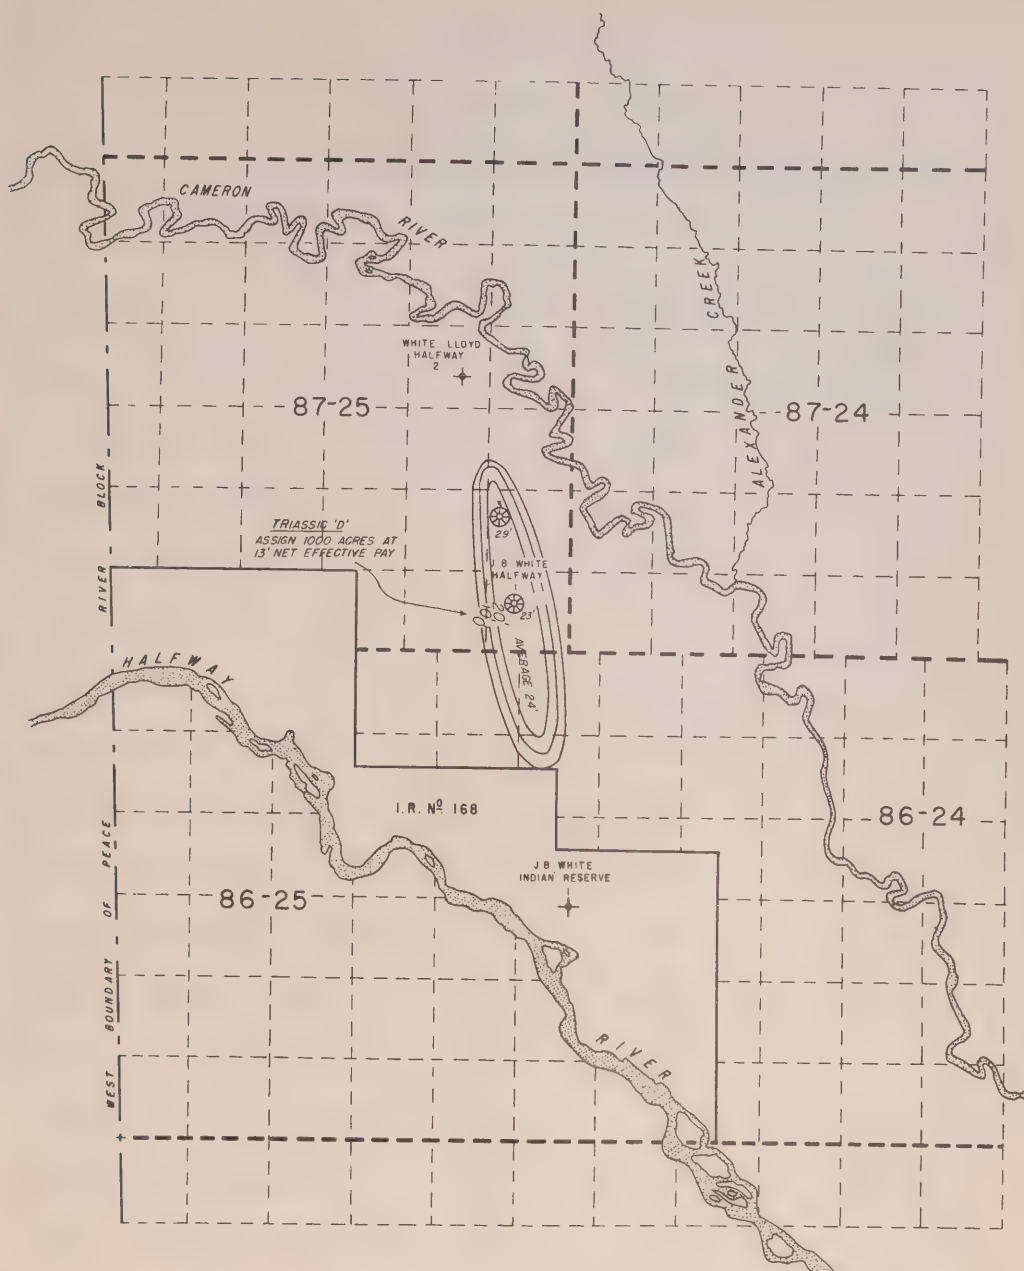 CAMERON
RIVER
CREEK
ALEXANDER
WHITE LLOYD
HALFWAY
2
87-25
87-24
BLOCK
RIVER
PEACE
OF
BOUNDARY
WEST
TRIASSIC 'D'
ASSIGN 1000 ACRES AT
13' NET EFFECTIVE PAY
29'
J B WHITE
HALFWAY
23'
20'
10'
0
AVERAGE 24'
HALFWAY
I.R. Nº 168
86-24
J B WHITE
INDIAN RESERVE
86-25
RIVER